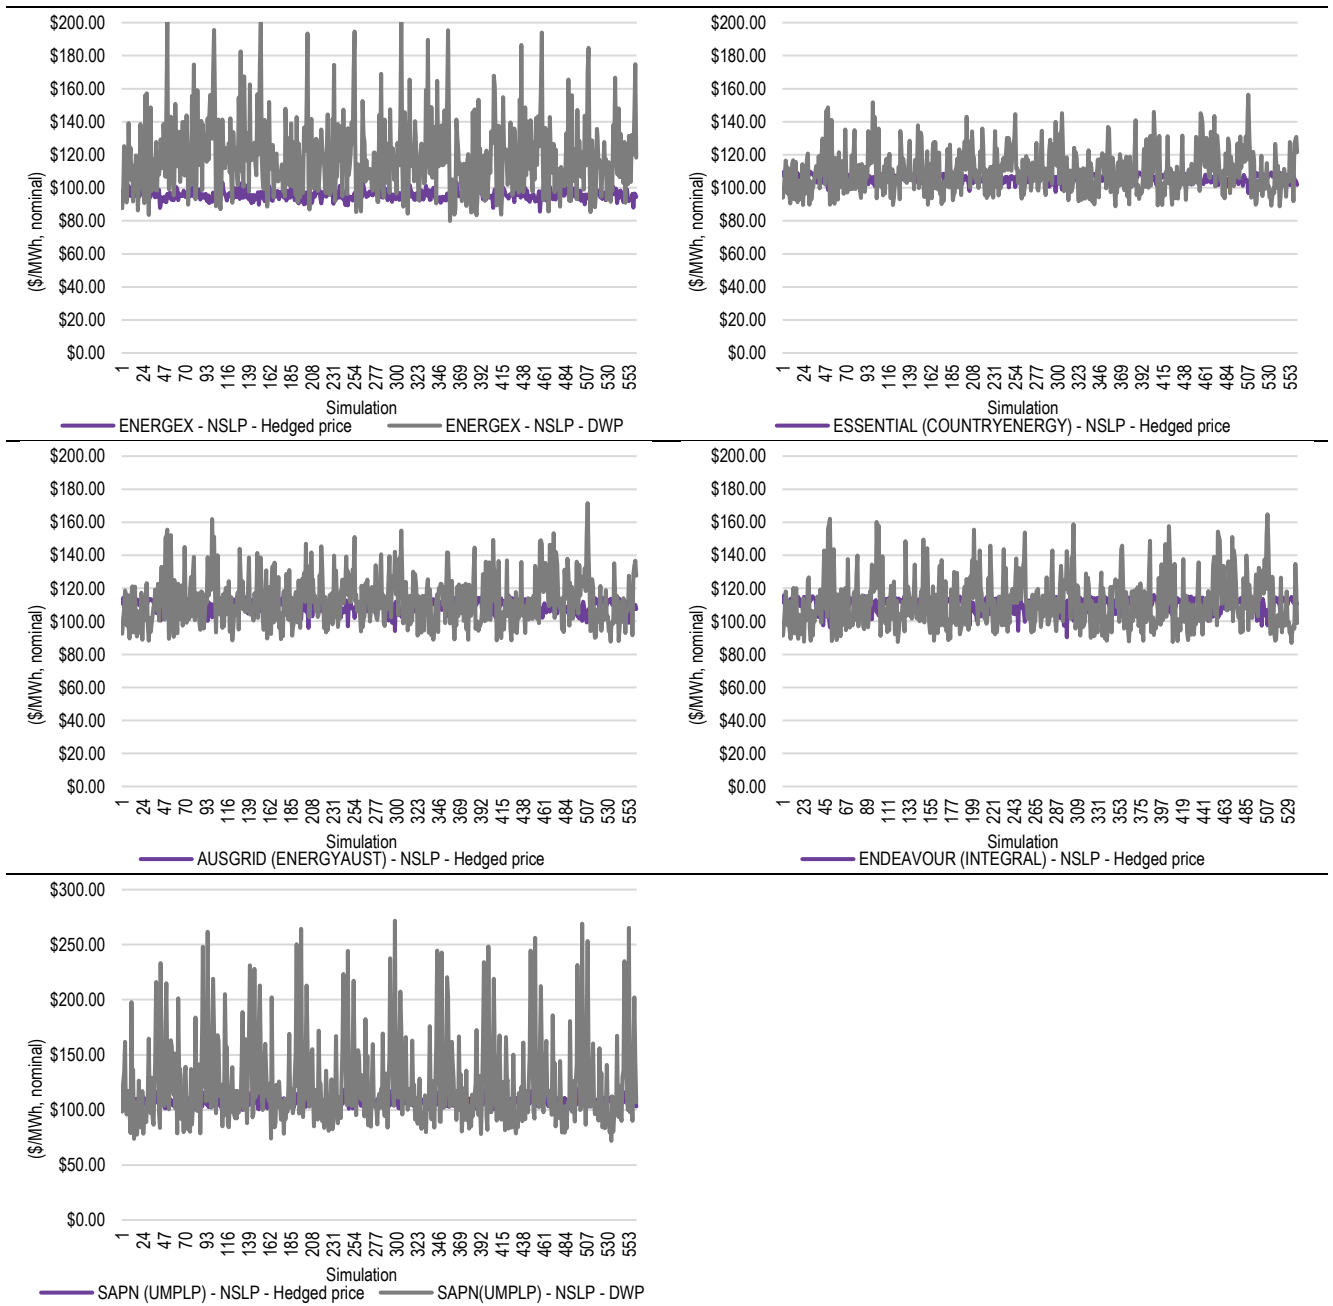 $200.00
$180.00
$160.00
$140.00
$120.00
$100.00
$80.00
$60.00
$40.00
$20.00
$0.00
($/MWh, nominal)
1 24 47 70 93 116 139 162 185 208 231 254 277 300 323 346 369 392 415 438 461 484 507 530 553
Simulation
ENERGEX - NSLP - Hedged price ENERGEX - NSLP - DWP
$200.00
$180.00
$160.00
$140.00
$120.00
$100.00
$80.00
$60.00
$40.00
$20.00
$0.00
($/MWh, nominal)
1 24 47 70 93 116 139 162 185 208 231 254 277 300 323 346 369 392 415 438 461 484 507 530 553
Simulation
ESSENTIAL (COUNTRYENERGY) - NSLP - Hedged price
$200.00
$180.00
$160.00
$140.00
$120.00
$100.00
$80.00
$60.00
$40.00
$20.00
$0.00
($/MWh, nominal)
1 24 47 70 93 116 139 162 185 208 231 254 277 300 323 346 369 392 415 438 461 484 507 530 553
Simulation
AUSGRID (ENERGYAUST) - NSLP - Hedged price
$200.00
$180.00
$160.00
$140.00
$120.00
$100.00
$80.00
$60.00
$40.00
$20.00
$0.00
($/MWh, nominal)
1 23 45 67 89 111 133 155 177 199 221 243 265 287 309 331 353 375 397 419 441 463 485 507 529
Simulation
ENDEAVOUR (INTEGRAL) - NSLP - Hedged price
$300.00
$250.00
$200.00
$150.00
$100.00
$50.00
$0.00
($/MWh, nominal)
1 24 47 70 93 116 139 162 185 208 231 254 277 300 323 346 369 392 415 438 461 484 507 530 553
Simulation
SAPN (UMPLP) - NSLP - Hedged price SAPN(UMPLP) - NSLP - DWP